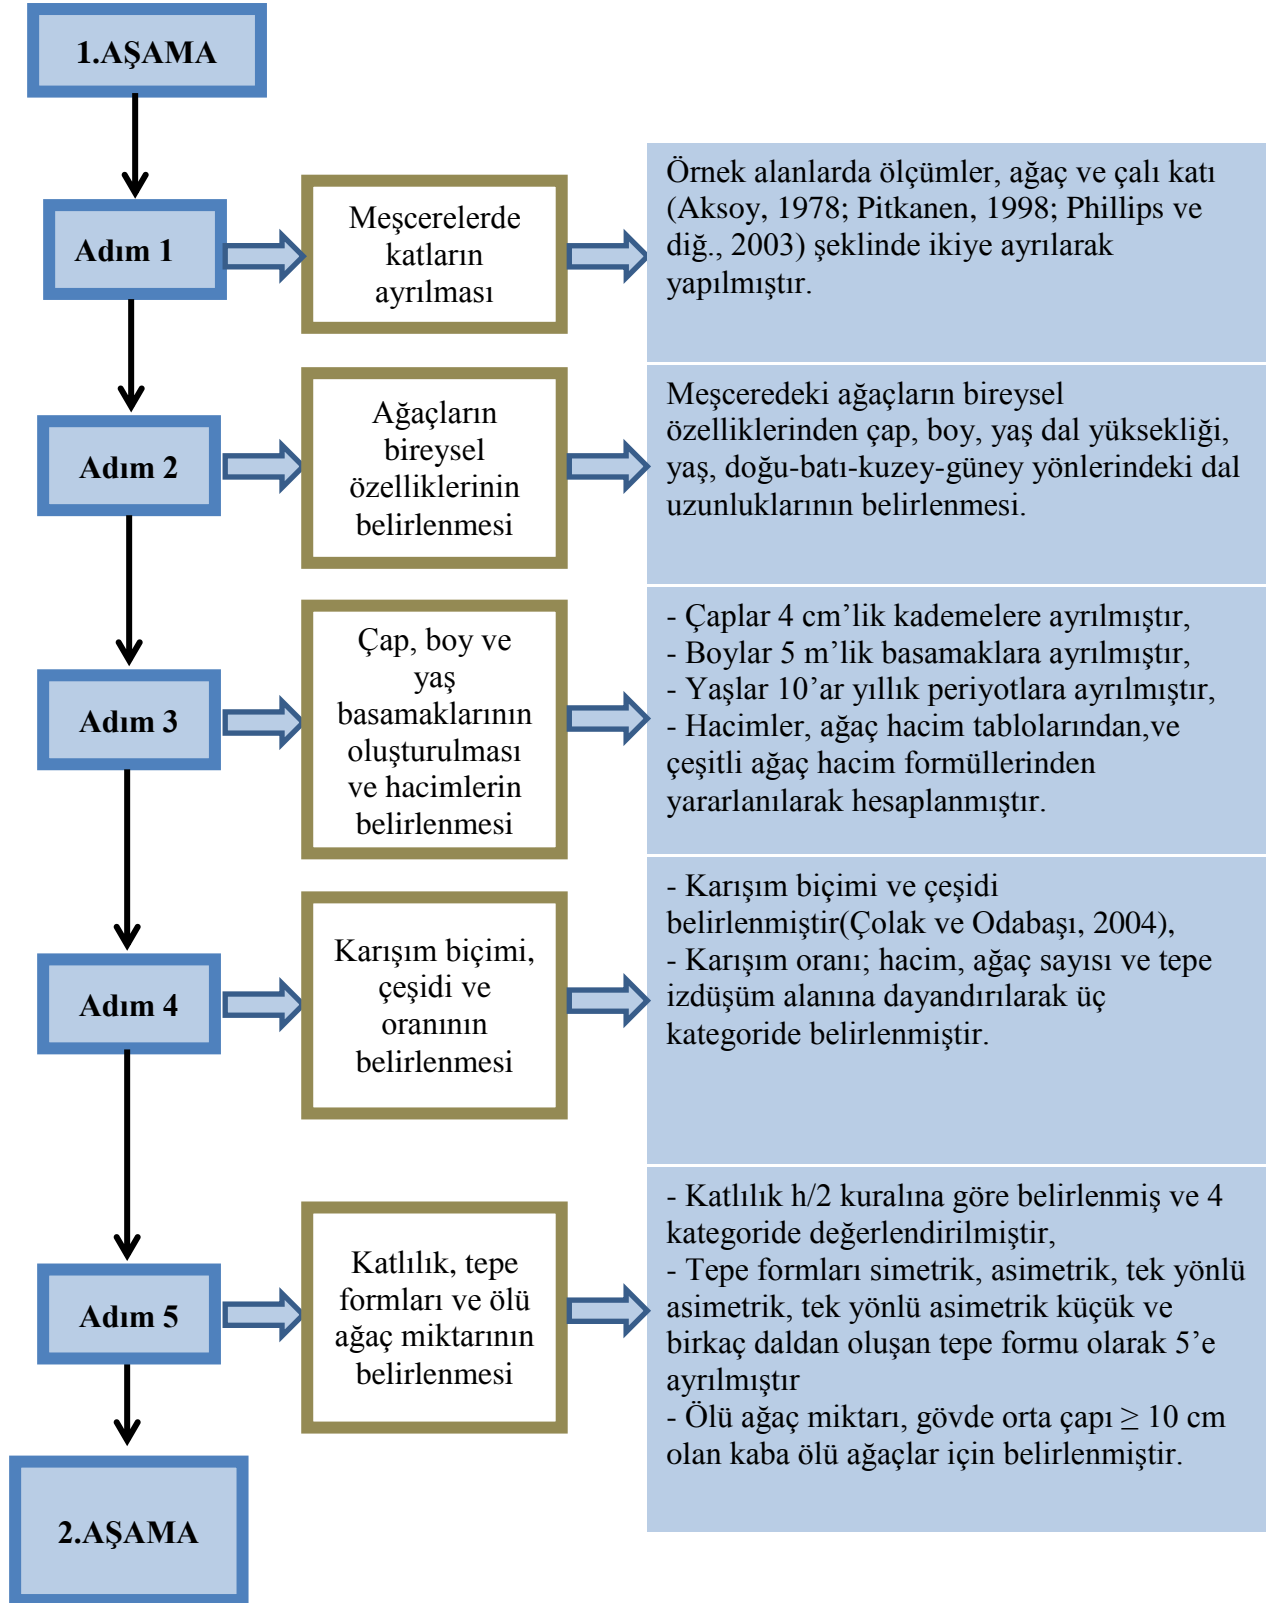 1.AŞAMA
Adım 1
Meşcerelerde
katların
ayrılması
Örnek alanlarda ölçümler, ağaç ve çalı katı
(Aksoy, 1978; Pitkanen, 1998; Phillips ve
diğ., 2003) şeklinde ikiye ayrılarak
yapılmıştır.
Adım 2
Ağaçların
bireysel
özelliklerinin
belirlenmesi
Meşceredeki ağaçların bireysel
özelliklerinden çap, boy, yaş dal yüksekliği,
yaş, doğu-batı-kuzey-güney yönlerindeki dal
uzunluklarının belirlenmesi.
Adım 3
Çap, boy ve
yaş
basamaklarının
oluşturulması
ve hacimlerin
belirlenmesi
- Çaplar 4 cm’lik kademelere ayrılmıştır,
- Boylar 5 m’lik basamaklara ayrılmıştır,
- Yaşlar 10’ar yıllık periyotlara ayrılmıştır,
- Hacimler, ağaç hacim tablolarından,ve
çeşitli ağaç hacim formüllerinden
yararlanılarak hesaplanmıştır.
Adım 4
Karışım biçimi,
çeşidi ve
oranının
belirlenmesi
- Karışım biçimi ve çeşidi
belirlenmiştir(Çolak ve Odabaşı, 2004),
- Karışım oranı; hacim, ağaç sayısı ve tepe
izdüşüm alanına dayandırılarak üç
kategoride belirlenmiştir.
Adım 5
Katlılık, tepe
formları ve ölü
ağaç miktarının
belirlenmesi
- Katlılık h/2 kuralına göre belirlenmiş ve 4
kategoride değerlendirilmiştir,
- Tepe formları simetrik, asimetrik, tek yönlü
asimetrik, tek yönlü asimetrik küçük ve
birkaç daldan oluşan tepe formu olarak 5’e
ayrılmıştır
- Ölü ağaç miktarı, gövde orta çapı ≥ 10 cm
olan kaba ölü ağaçlar için belirlenmiştir.
2.AŞAMA